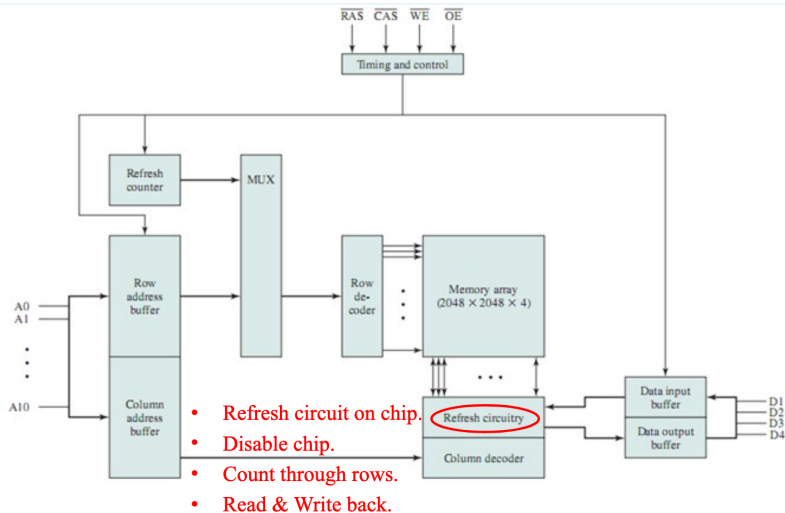 RAS CAS WE OE
Timing and control
Refresh
counter
MUX
Row
address
buffer
Row
de-
coder
Memory array
(2048 × 2048 × 4)
A0
A1
A10
Column
address
buffer
Refresh circuitry
Column decoder
Data input
buffer
Data output
buffer
D1
D2
D3
D4
• Refresh circuit on chip.
• Disable chip.
• Count through rows.
• Read & Write back.